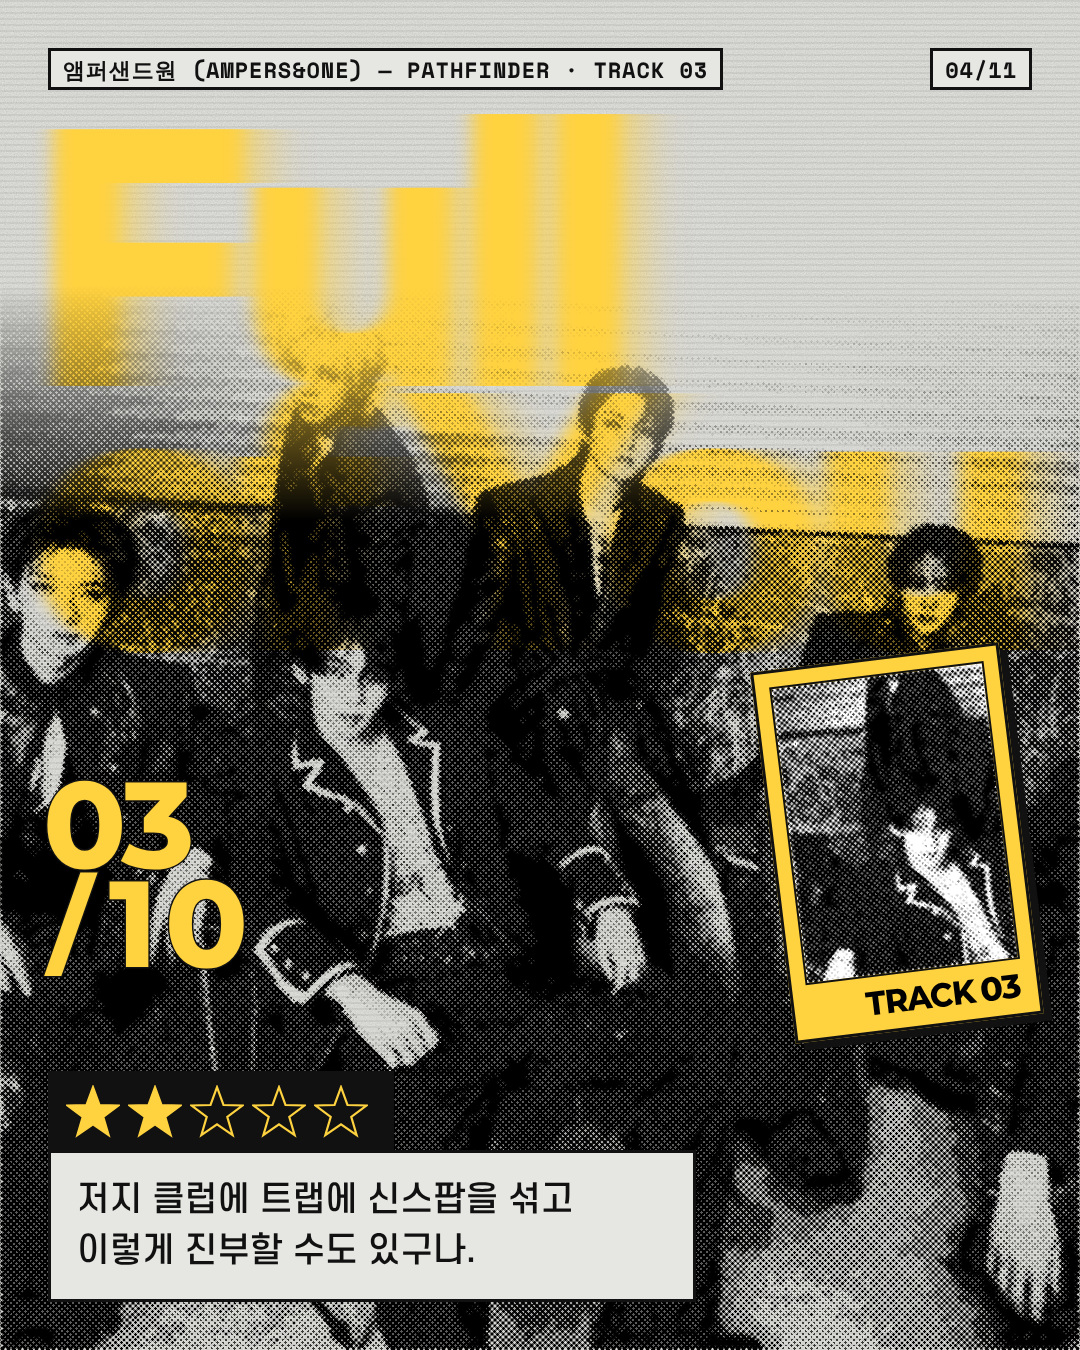 앰퍼샌드원 (AMPERS&ONE) — PATHFINDER · TRACK 03
04/11
Full
03
/10
TRACK 03
저지 클럽에 트랩에 신스팝을 섞고
이렇게 진부할 수도 있구나.